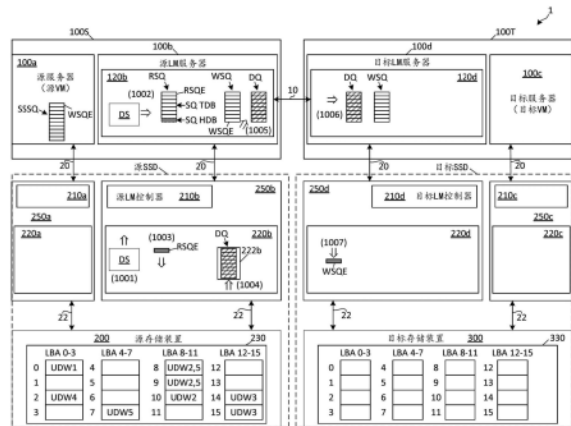 1
100S
100T
100a
100b
100d
100c
源服务器
(源VM)
源LM服务器
目标LM服务器
目标服务器
(目标VM)
120b
RSQ
WSQ
DQ
DQ
WSQ
120d
SSSQ
WSQE
(1002)
RSQE
SQ TDB
SQ HDB
DS
WSQE
(1005)
10
(1006)
20
20
20
20
源SSD
目标SSD
210a
源LM控制器
210b
250b
250d
210d
目标LM控制器
210c
250a
250c
220a
220b
220d
220c
DS
(1001)
(1003)
RSQE
DQ
222b
(1004)
(1007)
WSQE
22
22
22
22
200
源存储装置
230
目标存储装置
300
330
LBA 0-3
LBA 4-7
LBA 8-11
LBA 12-15
LBA 0-3
LBA 4-7
LBA 8-11
LBA 12-15
0 UDW1 4 8 UDW2,5 12
1 5 9 UDW2,5 13
2 UDW4 6 10 UDW2 14 UDW3
3 7 UDW5 11 15 UDW3
0 4 8 12
1 5 9 13
2 6 10 14
3 7 11 15